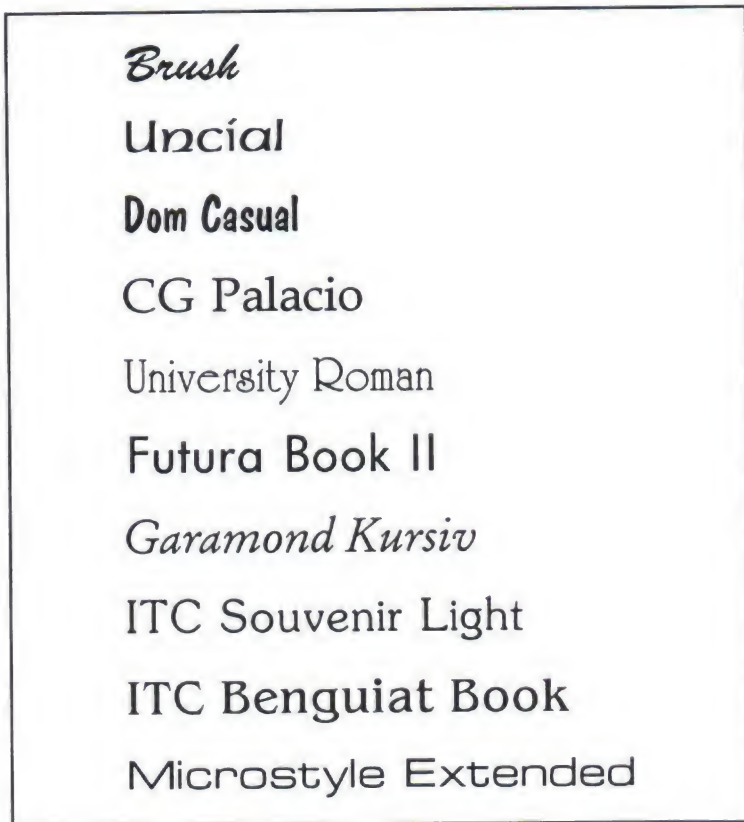 Brush
Uncial
Dom Casual
CG Palacio
University Roman
Futura Book II
Garamond Kursiv
ITC Souvenir Light
ITC Benguiat Book
Microstyle Extended